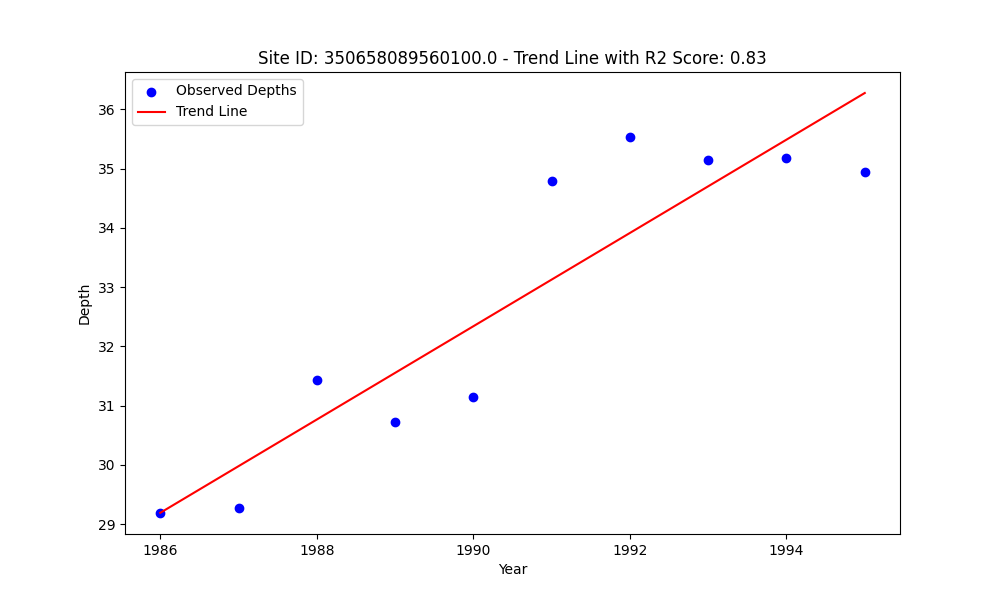 Site ID: 350658089560100.0 - Trend Line with R2 Score: 0.83
Observed Depths
Trend Line
36
35
34
33
32
31
30
29
Depth
1986
1988
1990
1992
1994
Year